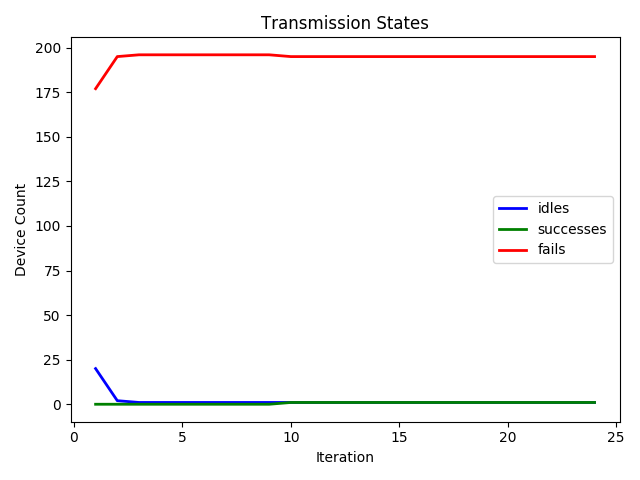 Transmission States
200
175
150
125
100
75
50
25
0
Device Count
idles
successes
fails
0 5 10 15 20 25
Iteration